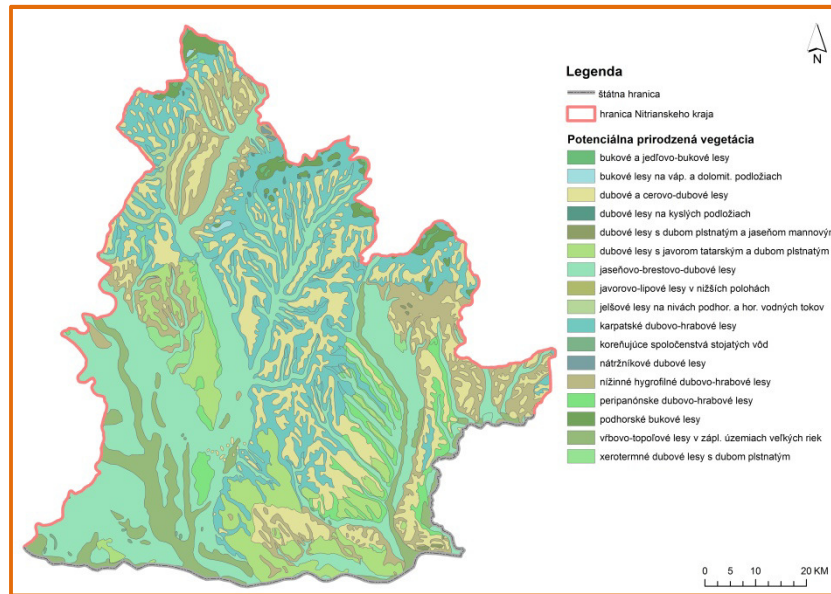 N
Legenda
štátna hranica
hranica Nitrianskeho kraja
Potenciálna prirodzená vegetácia
bukové a jedľovo-bukové lesy
bukové lesy na váp. a dolomit. podložiach
dubové a cerovo-dubové lesy
dubové lesy na kyslých podložiach
dubové lesy s dubom plstnatým a jaseňom mannovým
dubové lesy s javorom tatarským a dubom plstnatým
jaseňovo-brestovo-dubové lesy
javorovo-lipové lesy v nižších polohách
jelšové lesy na nivách podhor. a hor. vodných tokov
karpatské dubovo-hrabové lesy
koreňujúce spoločenstvá stojatých vôd
nátržníkové dubové lesy
nížinné hygrofilné dubovo-hrabové lesy
peripanónske dubovo-hrabové lesy
podhorské bukové lesy
vŕbovo-topoľové lesy v zápl. územiach veľkých riek
xerotermné dubové lesy s dubom plstnatým
0 5 10 20 KM